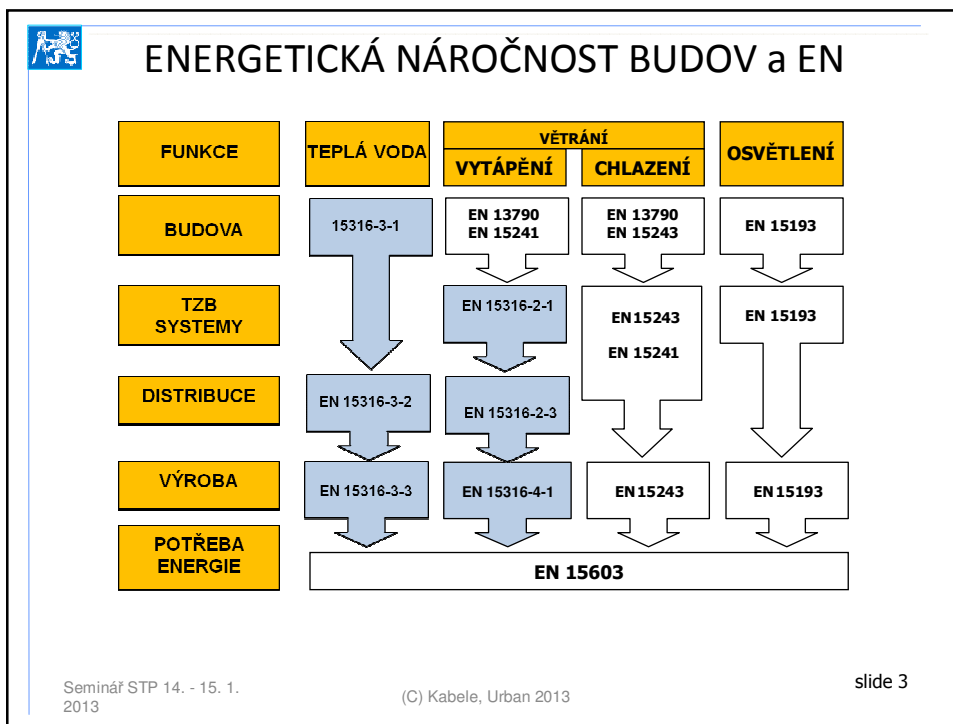 ENERGETICKÁ NÁROČNOST BUDOV a EN
FUNKCE
TEPLÁ VODA
VĚTRÁNÍ
VYTÁPĚNÍ
CHLAZENÍ
OSVĚTLENÍ
BUDOVA
15316-3-1
EN 13790
EN 15241
EN 13790
EN 15243
EN 15193
TZB
SYSTEMY
EN 15316-2-1
EN15243
EN 15241
EN 15193
DISTRIBUCE
EN 15316-3-2
EN 15316-2-3
VÝROBA
EN 15316-3-3
EN 15316-4-1
EN15243
EN15193
POTŘEBA
ENERGIE
EN 15603
Seminář STP 14. - 15. 1.
2013
(C) Kabele, Urban 2013
slide 3